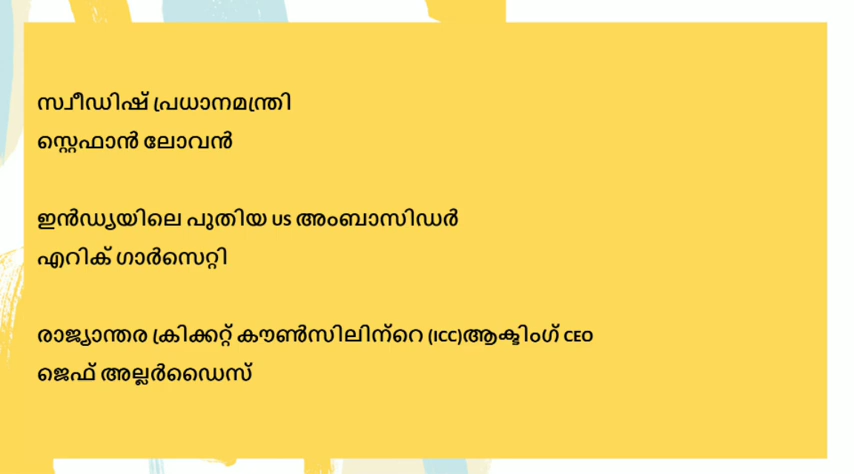 സ്വീഡിഷ് പ്രധാനമന്ത്രി
സ്റ്റെഫാൻ ലോവൻ
ഇൻഡ്യയിലെ പുതിയ US അംബാസിഡർ
എറിക് ഗാർസെറ്റി
രാജ്യാന്തര ക്രിക്കറ്റ് കൗൺസിലിന്റെ (ICC)ആക്ടിംഗ് CEO
ജെഫ് അല്ലർഡൈസ്